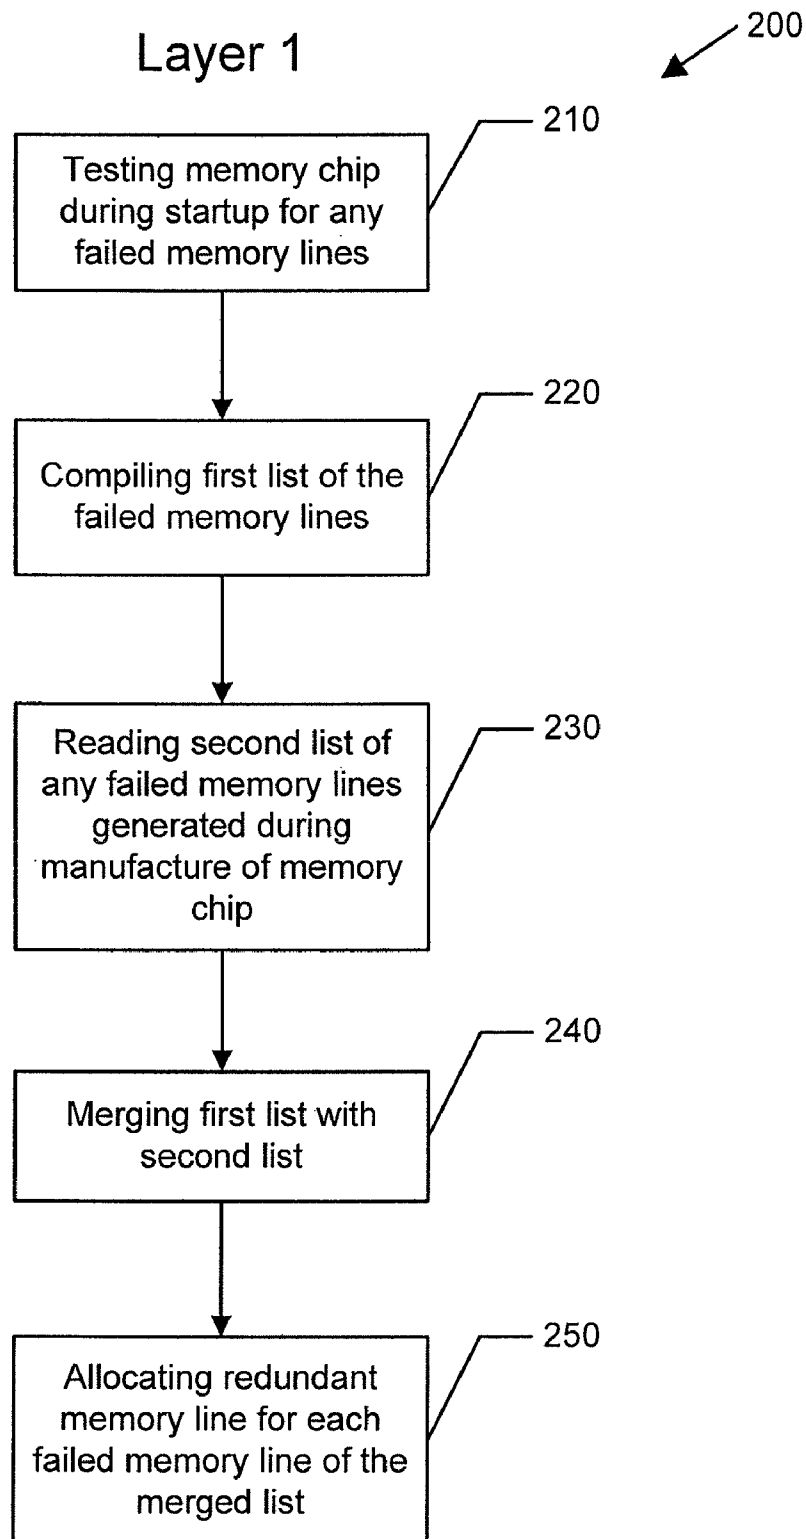 200
Layer 1
210
Testing memory chip
during startup for any
failed memory lines
220
Compiling first list of the
failed memory lines
230
Reading second list of
any failed memory lines
generated during
manufacture of memory
chip
240
Merging first list with
second list
250
Allocating redundant
memory line for each
failed memory line of the
merged list